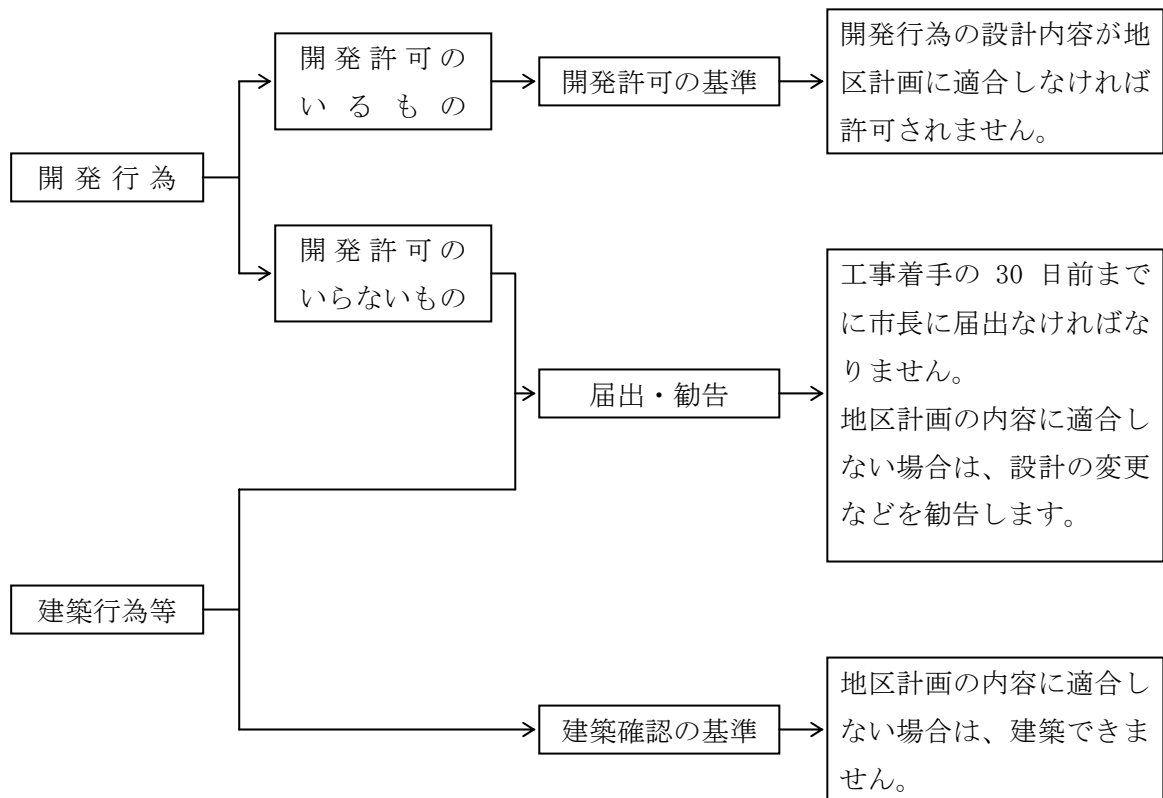 開発許可の
いるもの
開発許可の基準
開発行為の設計内容が地
区計画に適合しなければ
許可されません。
開発行為
開発許可の
いらないもの
工事着手の 30 日前まで
に市長に届出なければな
りません。
地区計画の内容に適合し
ない場合は、設計の変更
などを勧告します。
届出・勧告
建築行為等
建築確認の基準
地区計画の内容に適合し
ない場合は、建築できま
せん。